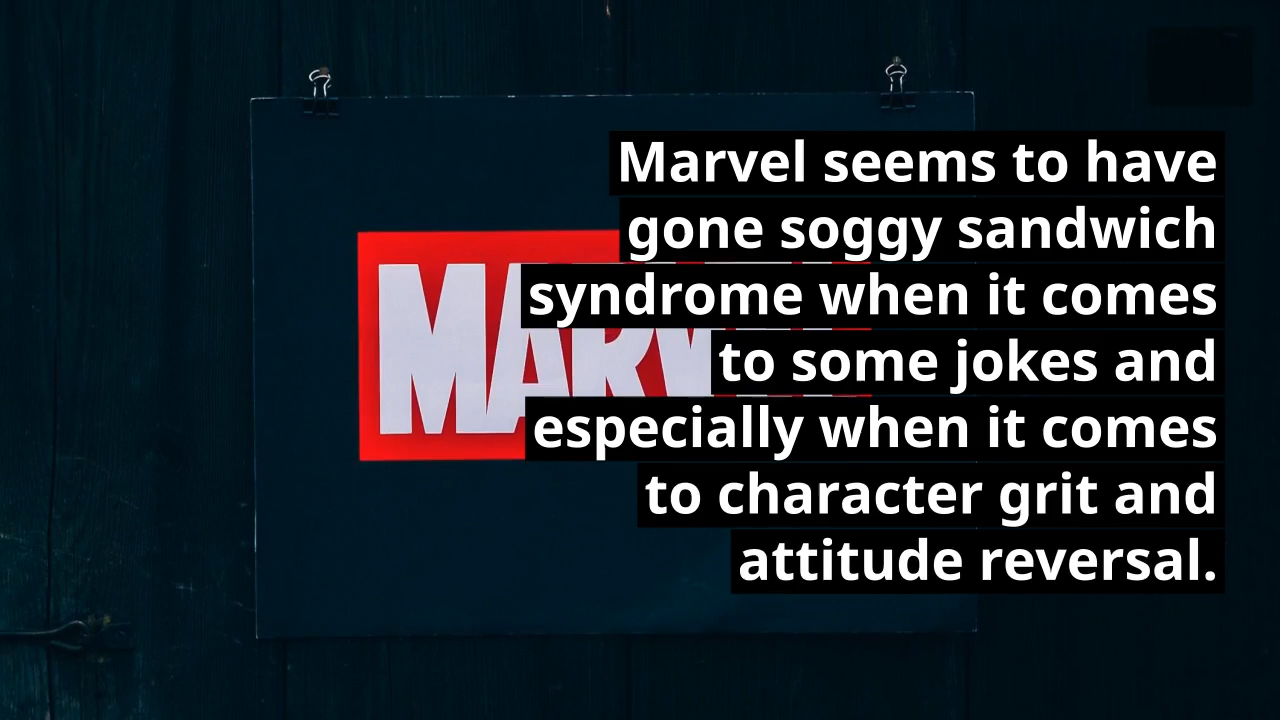 Marvel seems to have
gone soggy sandwich
syndrome when it comes
to some jokes and
especially when it comes
to character grit and
attitude reversal.
MAR